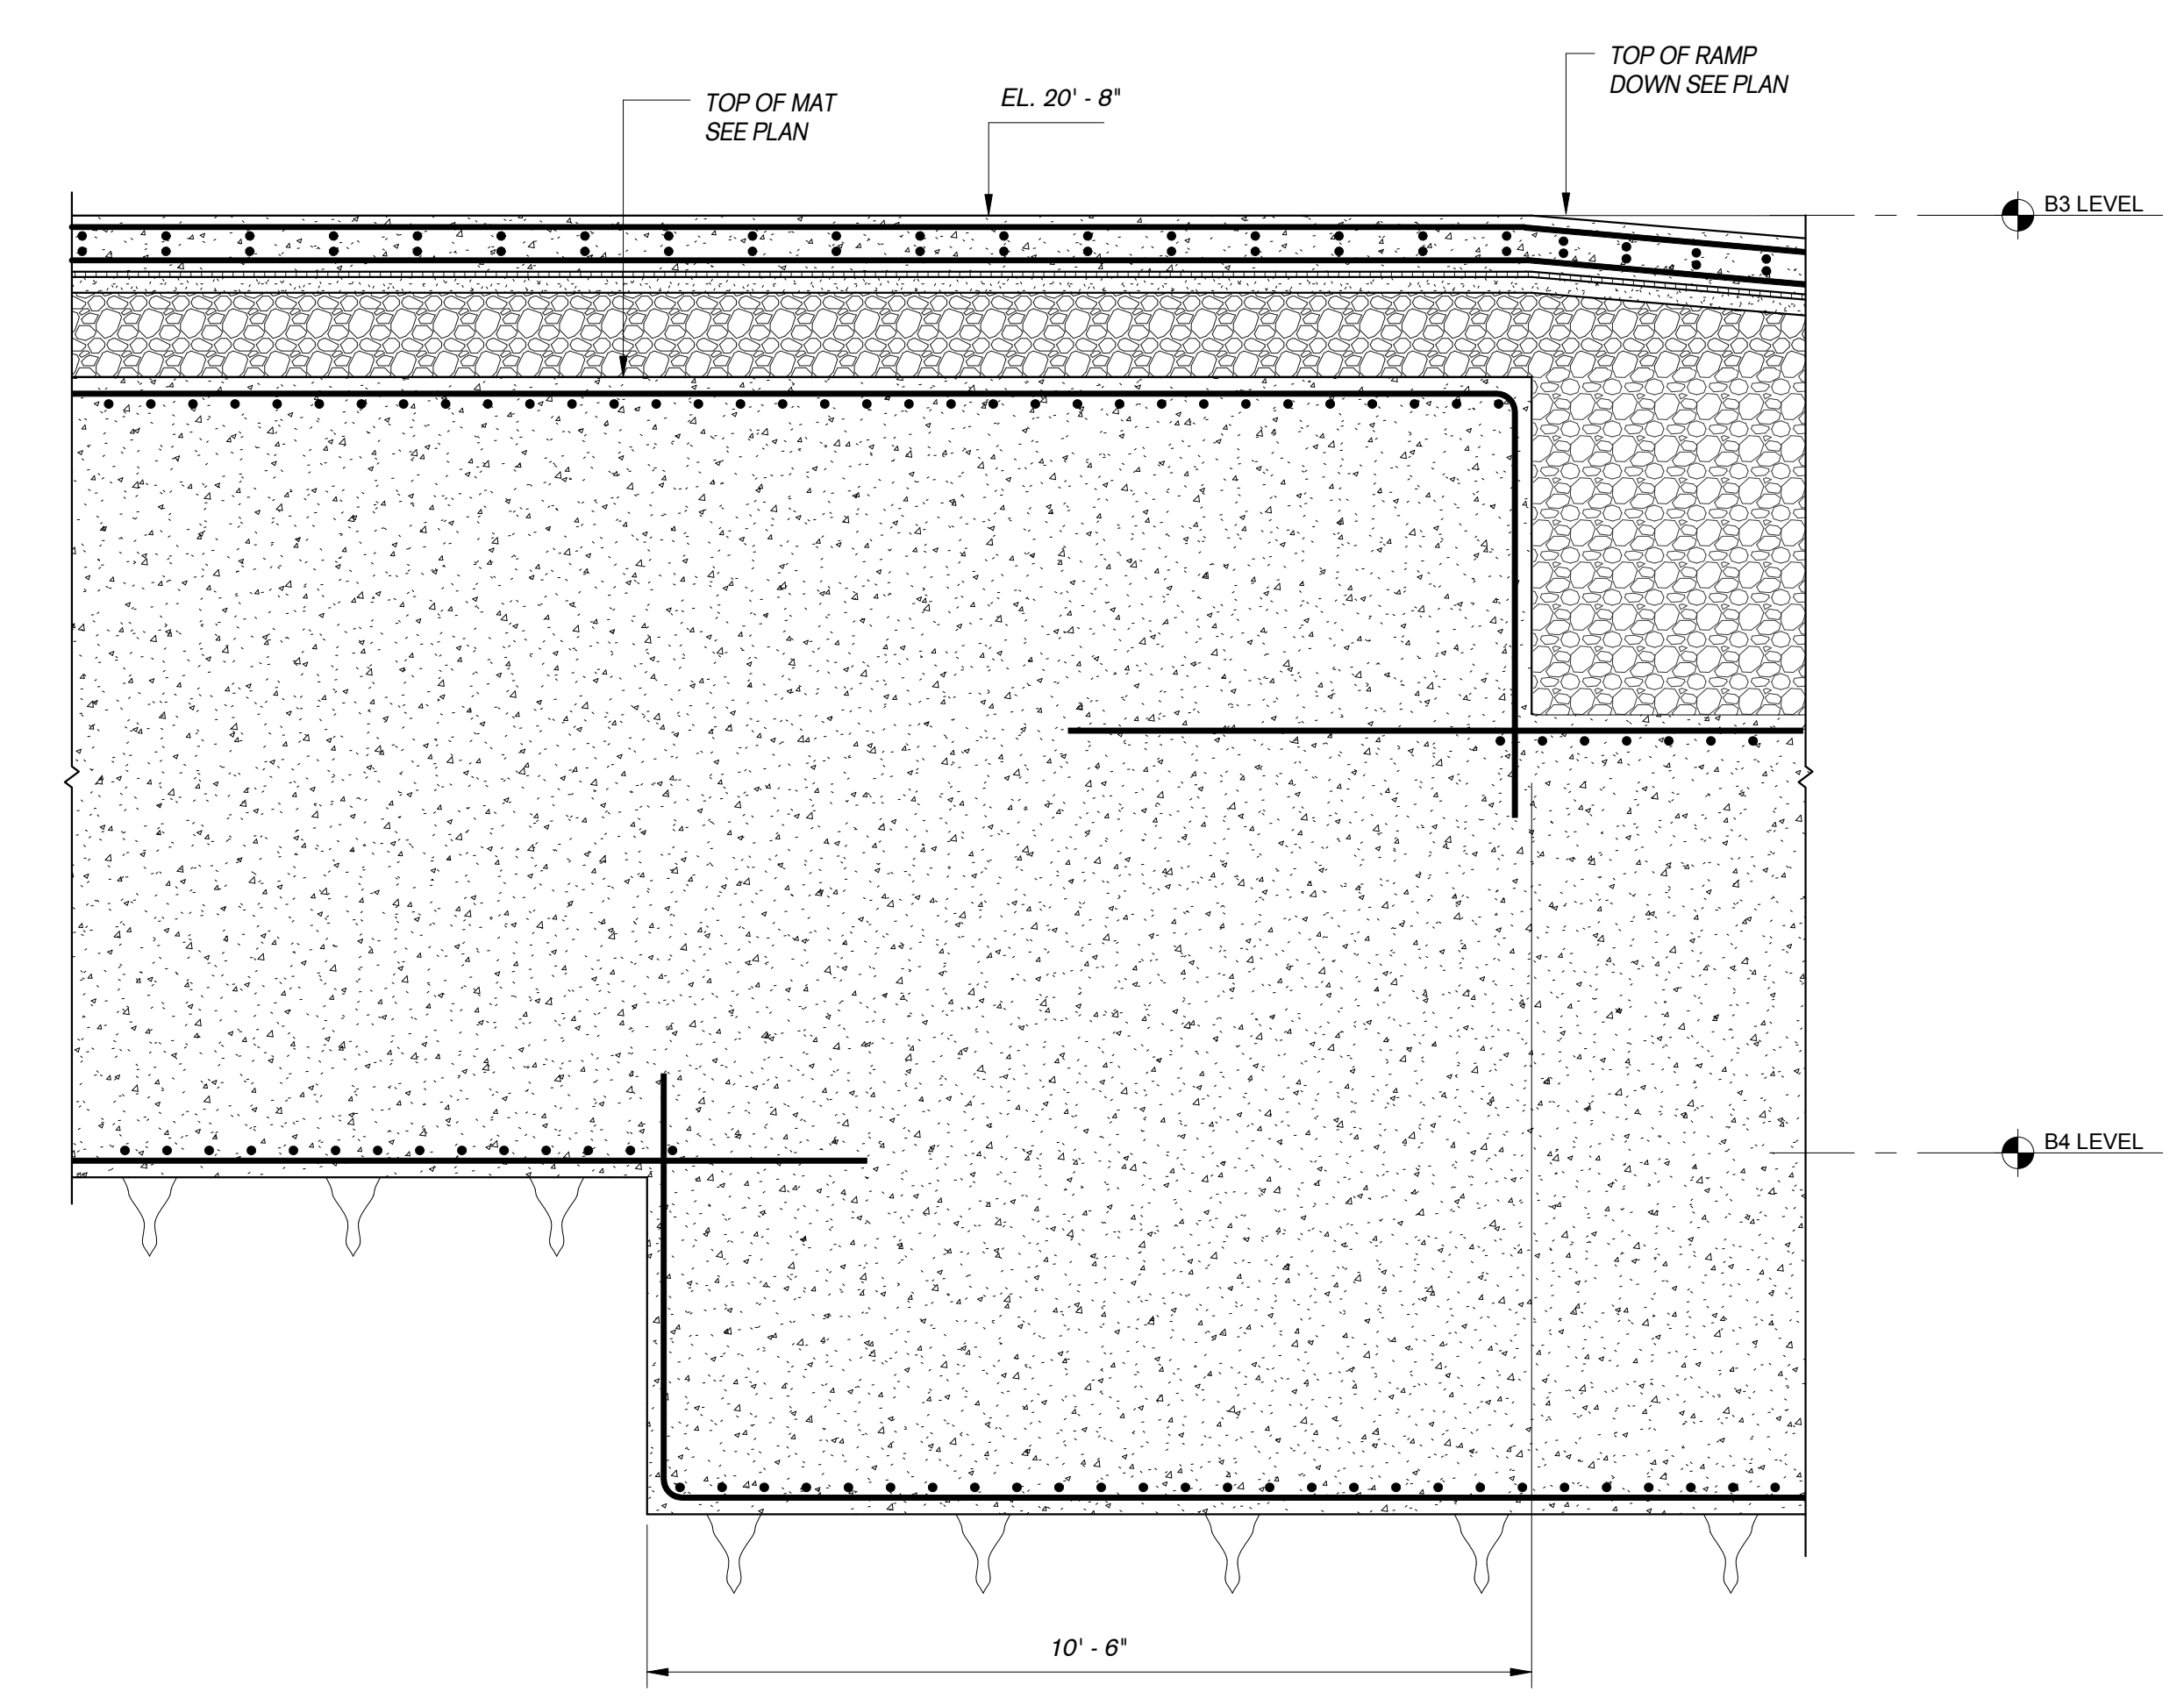 TOP OF RAMP
DOWN SEE PLAN
EL. 20' - 8"
TOP OF MAT
SEE PLAN
B3 LEVEL
B4 LEVEL
10' - 6"